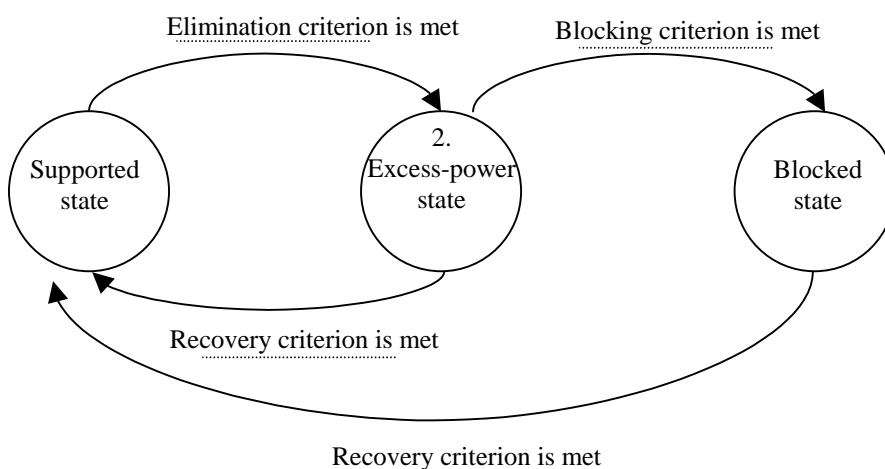 Elimination criterion is met
Blocking criterion is met
Supported
state
2.
Excess-power
state
Blocked
state
Recovery criterion is met
Recovery criterion is met